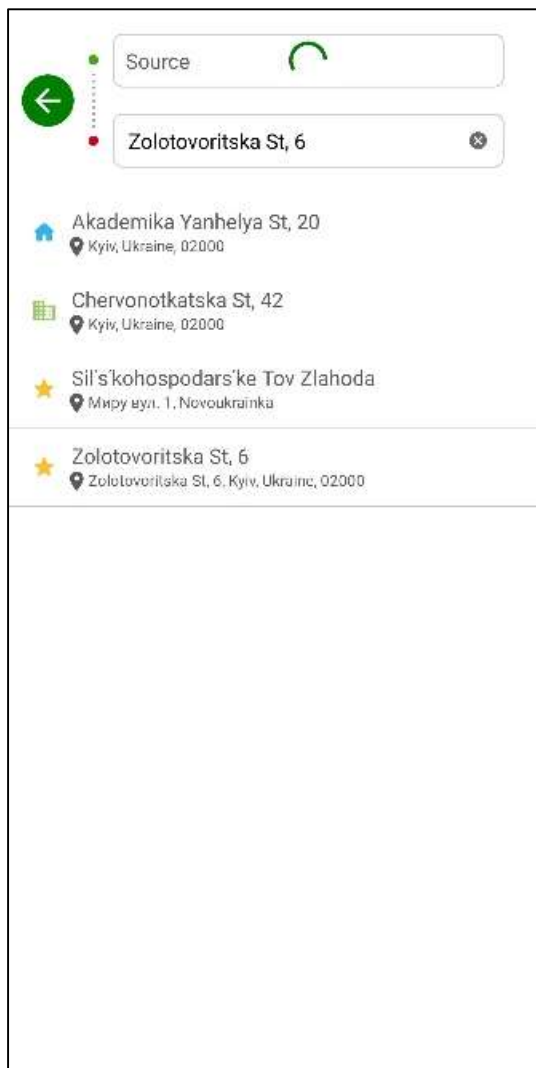 Source
Zolotovoritska St, 6
Akademika Yanhelya St, 20
Kyiv, Ukraine, 02000
Chervonotkatska St, 42
Kyiv, Ukraine, 02000
Sil's'kohospodars'ke Tov Zlahoda
Миру вул. 1, Novoukrainka
Zolotovoritska St, 6
Zolotovoritska St, 6, Kyiv, Ukraine, 02000